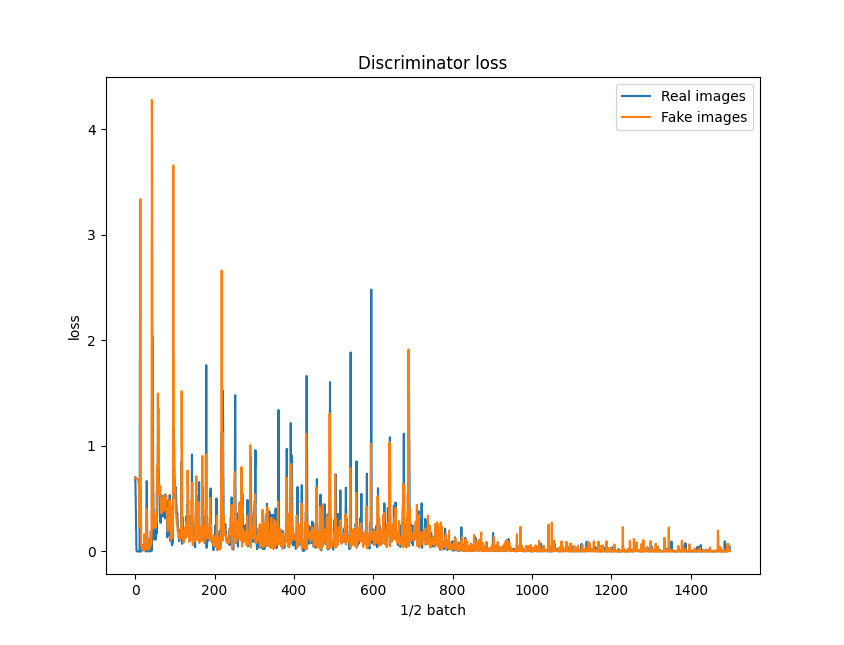 Discriminator loss
Real images
Fake images
4
3
2
1
0
loss
0 200 400 600 800 1000 1200 1400
1/2 batch